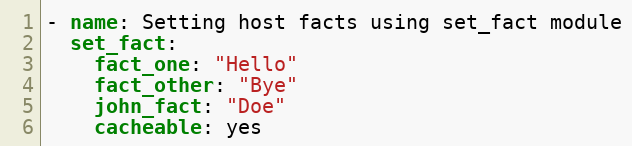 1 - name: Setting host facts using set_fact module
2   set_fact:
3     fact_one: "Hello"
4     fact_other: "Bye"
5     john_fact: "Doe"
6     cacheable: yes